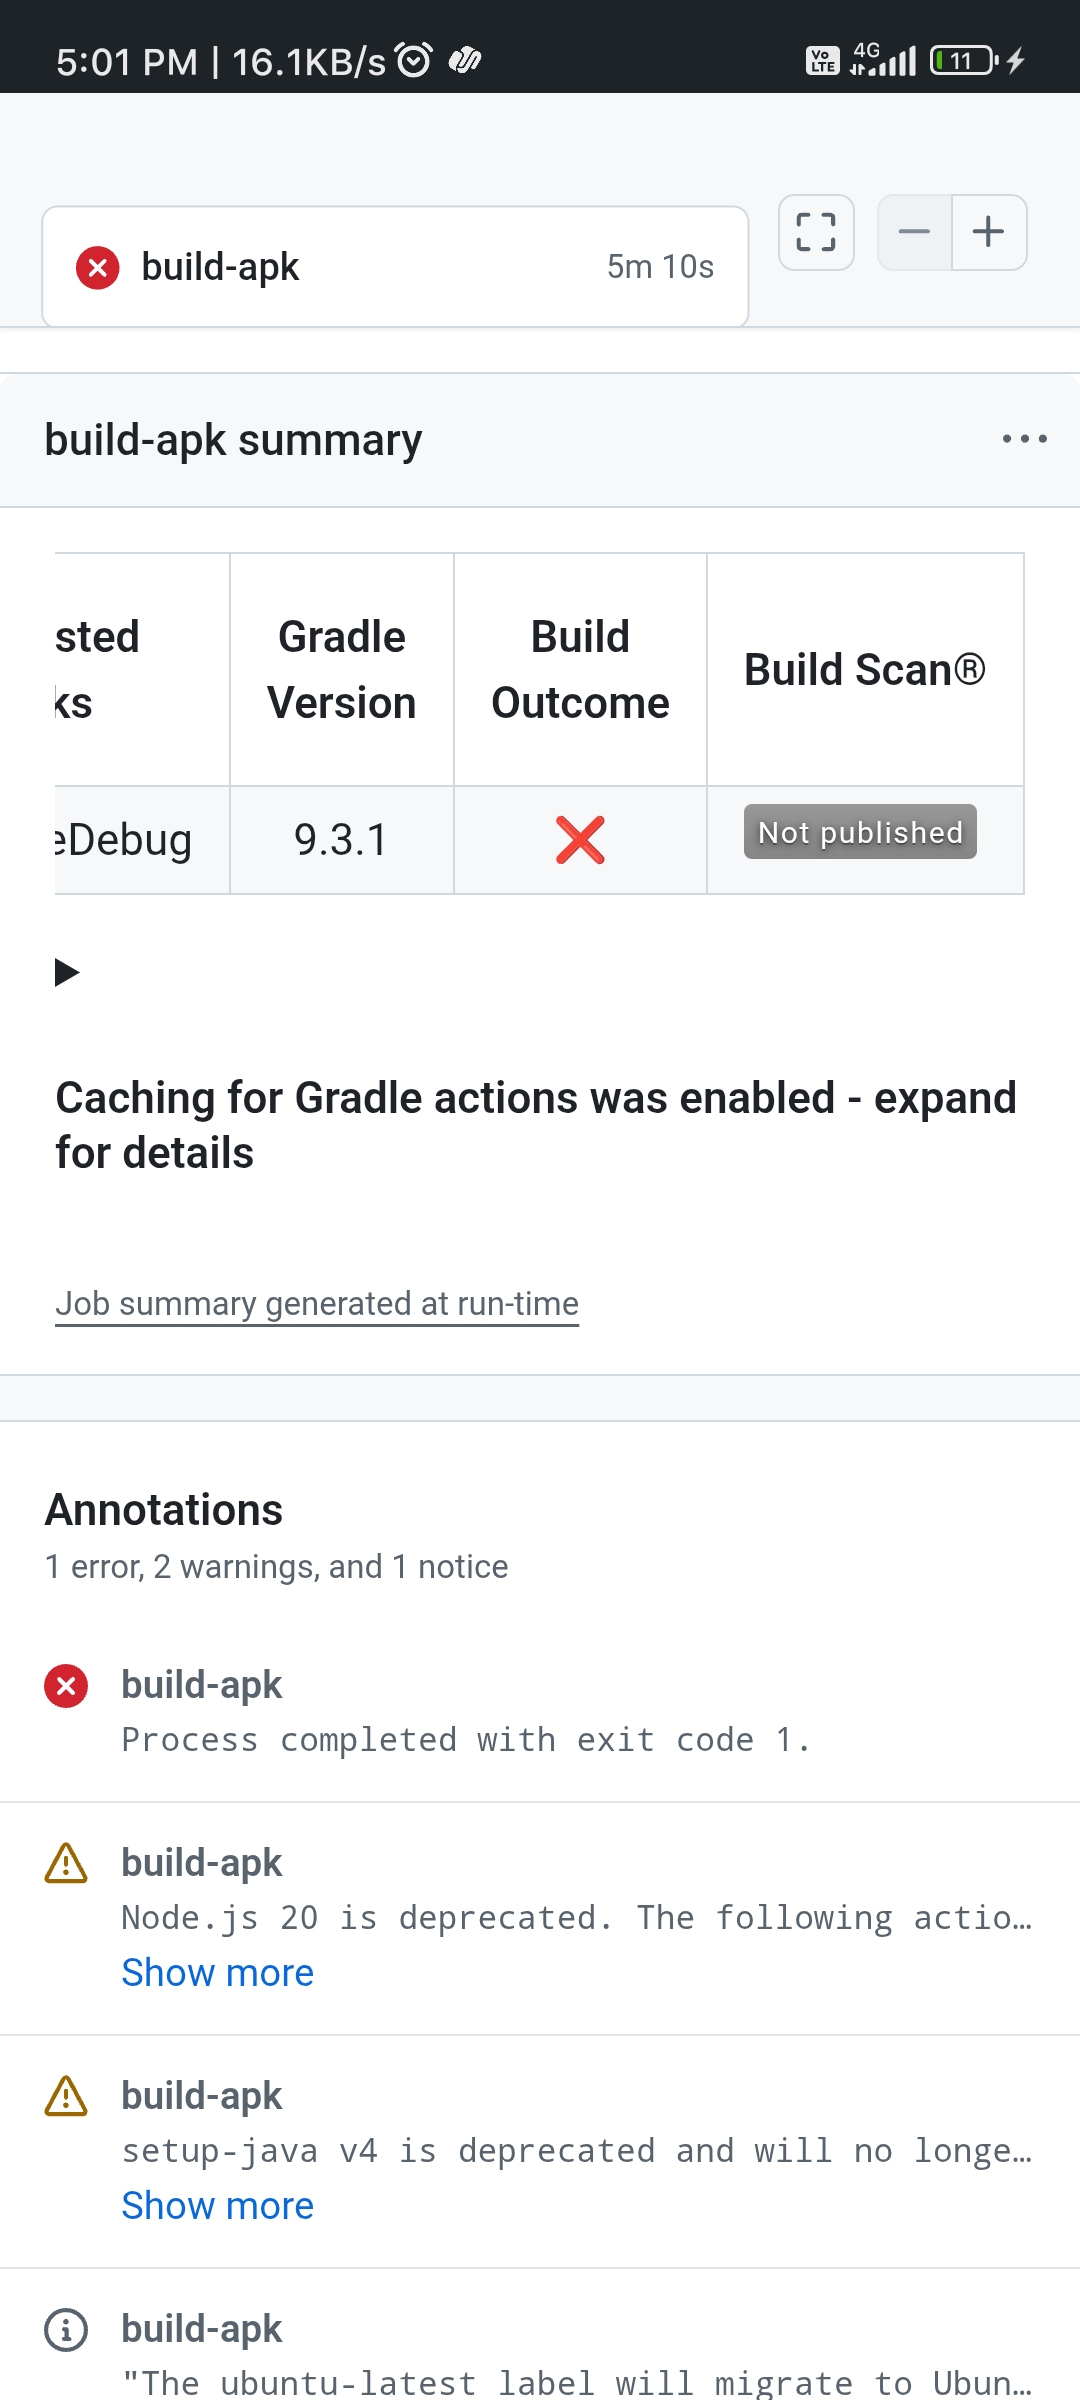 5:01 PM | 16.1KB/s
Vo LTE 4G 11
build-apk 5m 10s
build-apk summary
sted
ks
Gradle
Version
Build
Outcome
Build Scan®
eDebug 9.3.1 ❌ Not published
Caching for Gradle actions was enabled - expand
for details
Job summary generated at run-time
Annotations
1 error, 2 warnings, and 1 notice
build-apk
Process completed with exit code 1.
build-apk
Node.js 20 is deprecated. The following actio…
Show more
build-apk
setup-java v4 is deprecated and will no longe…
Show more
build-apk
"The ubuntu-latest label will migrate to Ubun…